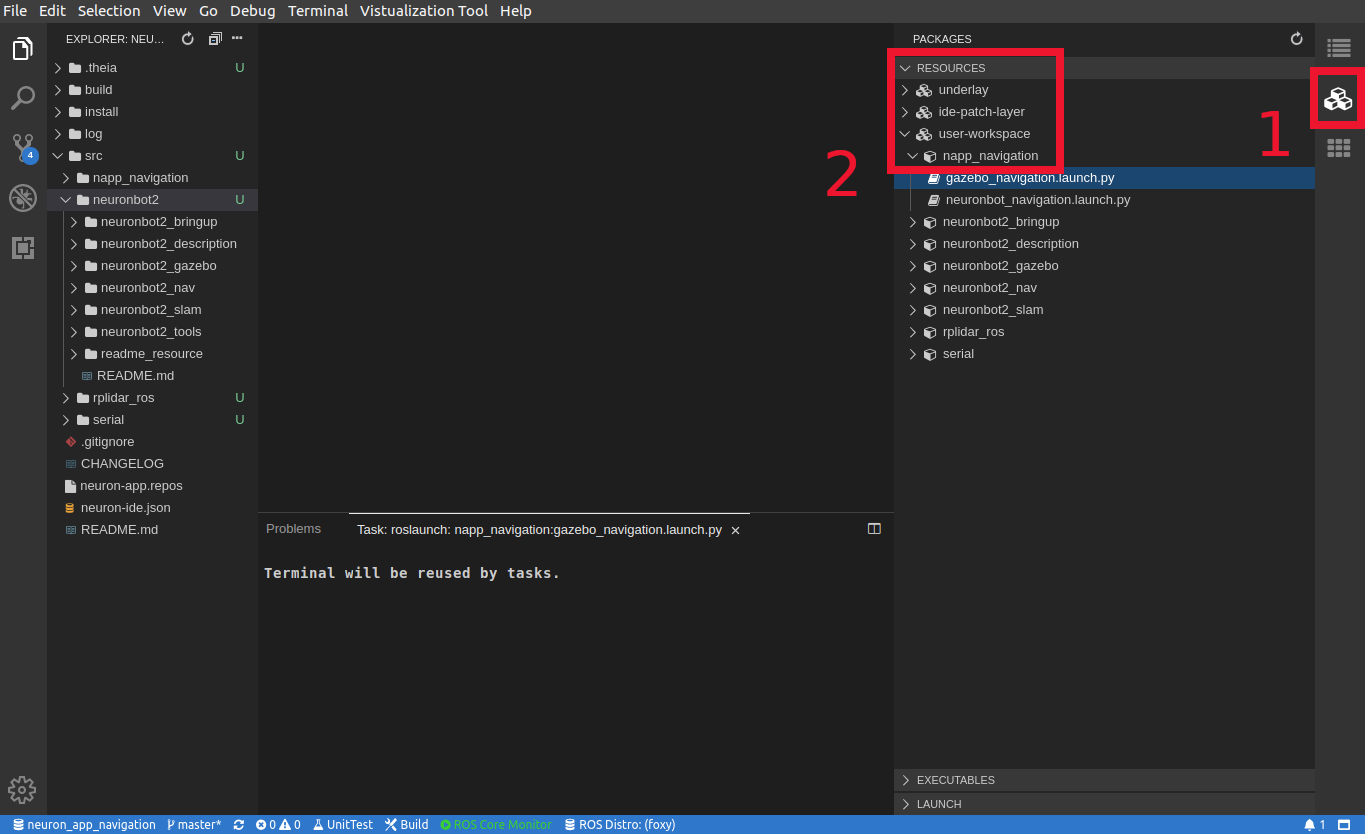 File Edit Selection View Go Debug Terminal Vistualization Tool Help
EXPLORER: NEU...
.theia U
build
install
log
4
src U
napp_navigation
neuronbot2 U
neuronbot2_bringup
neuronbot2_description
neuronbot2_gazebo
neuronbot2_nav
neuronbot2_slam
neuronbot2_tools
readme_resource
README.md
rplidar_ros U
serial U
.gitignore
CHANGELOG
neuron-app.repos
neuron-ide.json
README.md
Problems Task: roslaunch: napp_navigation:gazebo_navigation.launch.py
Terminal will be reused by tasks.
PACKAGES
RESOURCES
underlay
ide-patch-layer
user-workspace
napp_navigation
gazebo_navigation.launch.py
neuronbot_navigation.launch.py
neuronbot2_bringup
neuronbot2_description
neuronbot2_gazebo
neuronbot2_nav
neuronbot2_slam
rplidar_ros
serial
1
2
EXECUTABLES
LAUNCH
neuron_app_navigation master* 0 0 UnitTest Build ROS Core Monitor ROS Distro: (foxy) 1